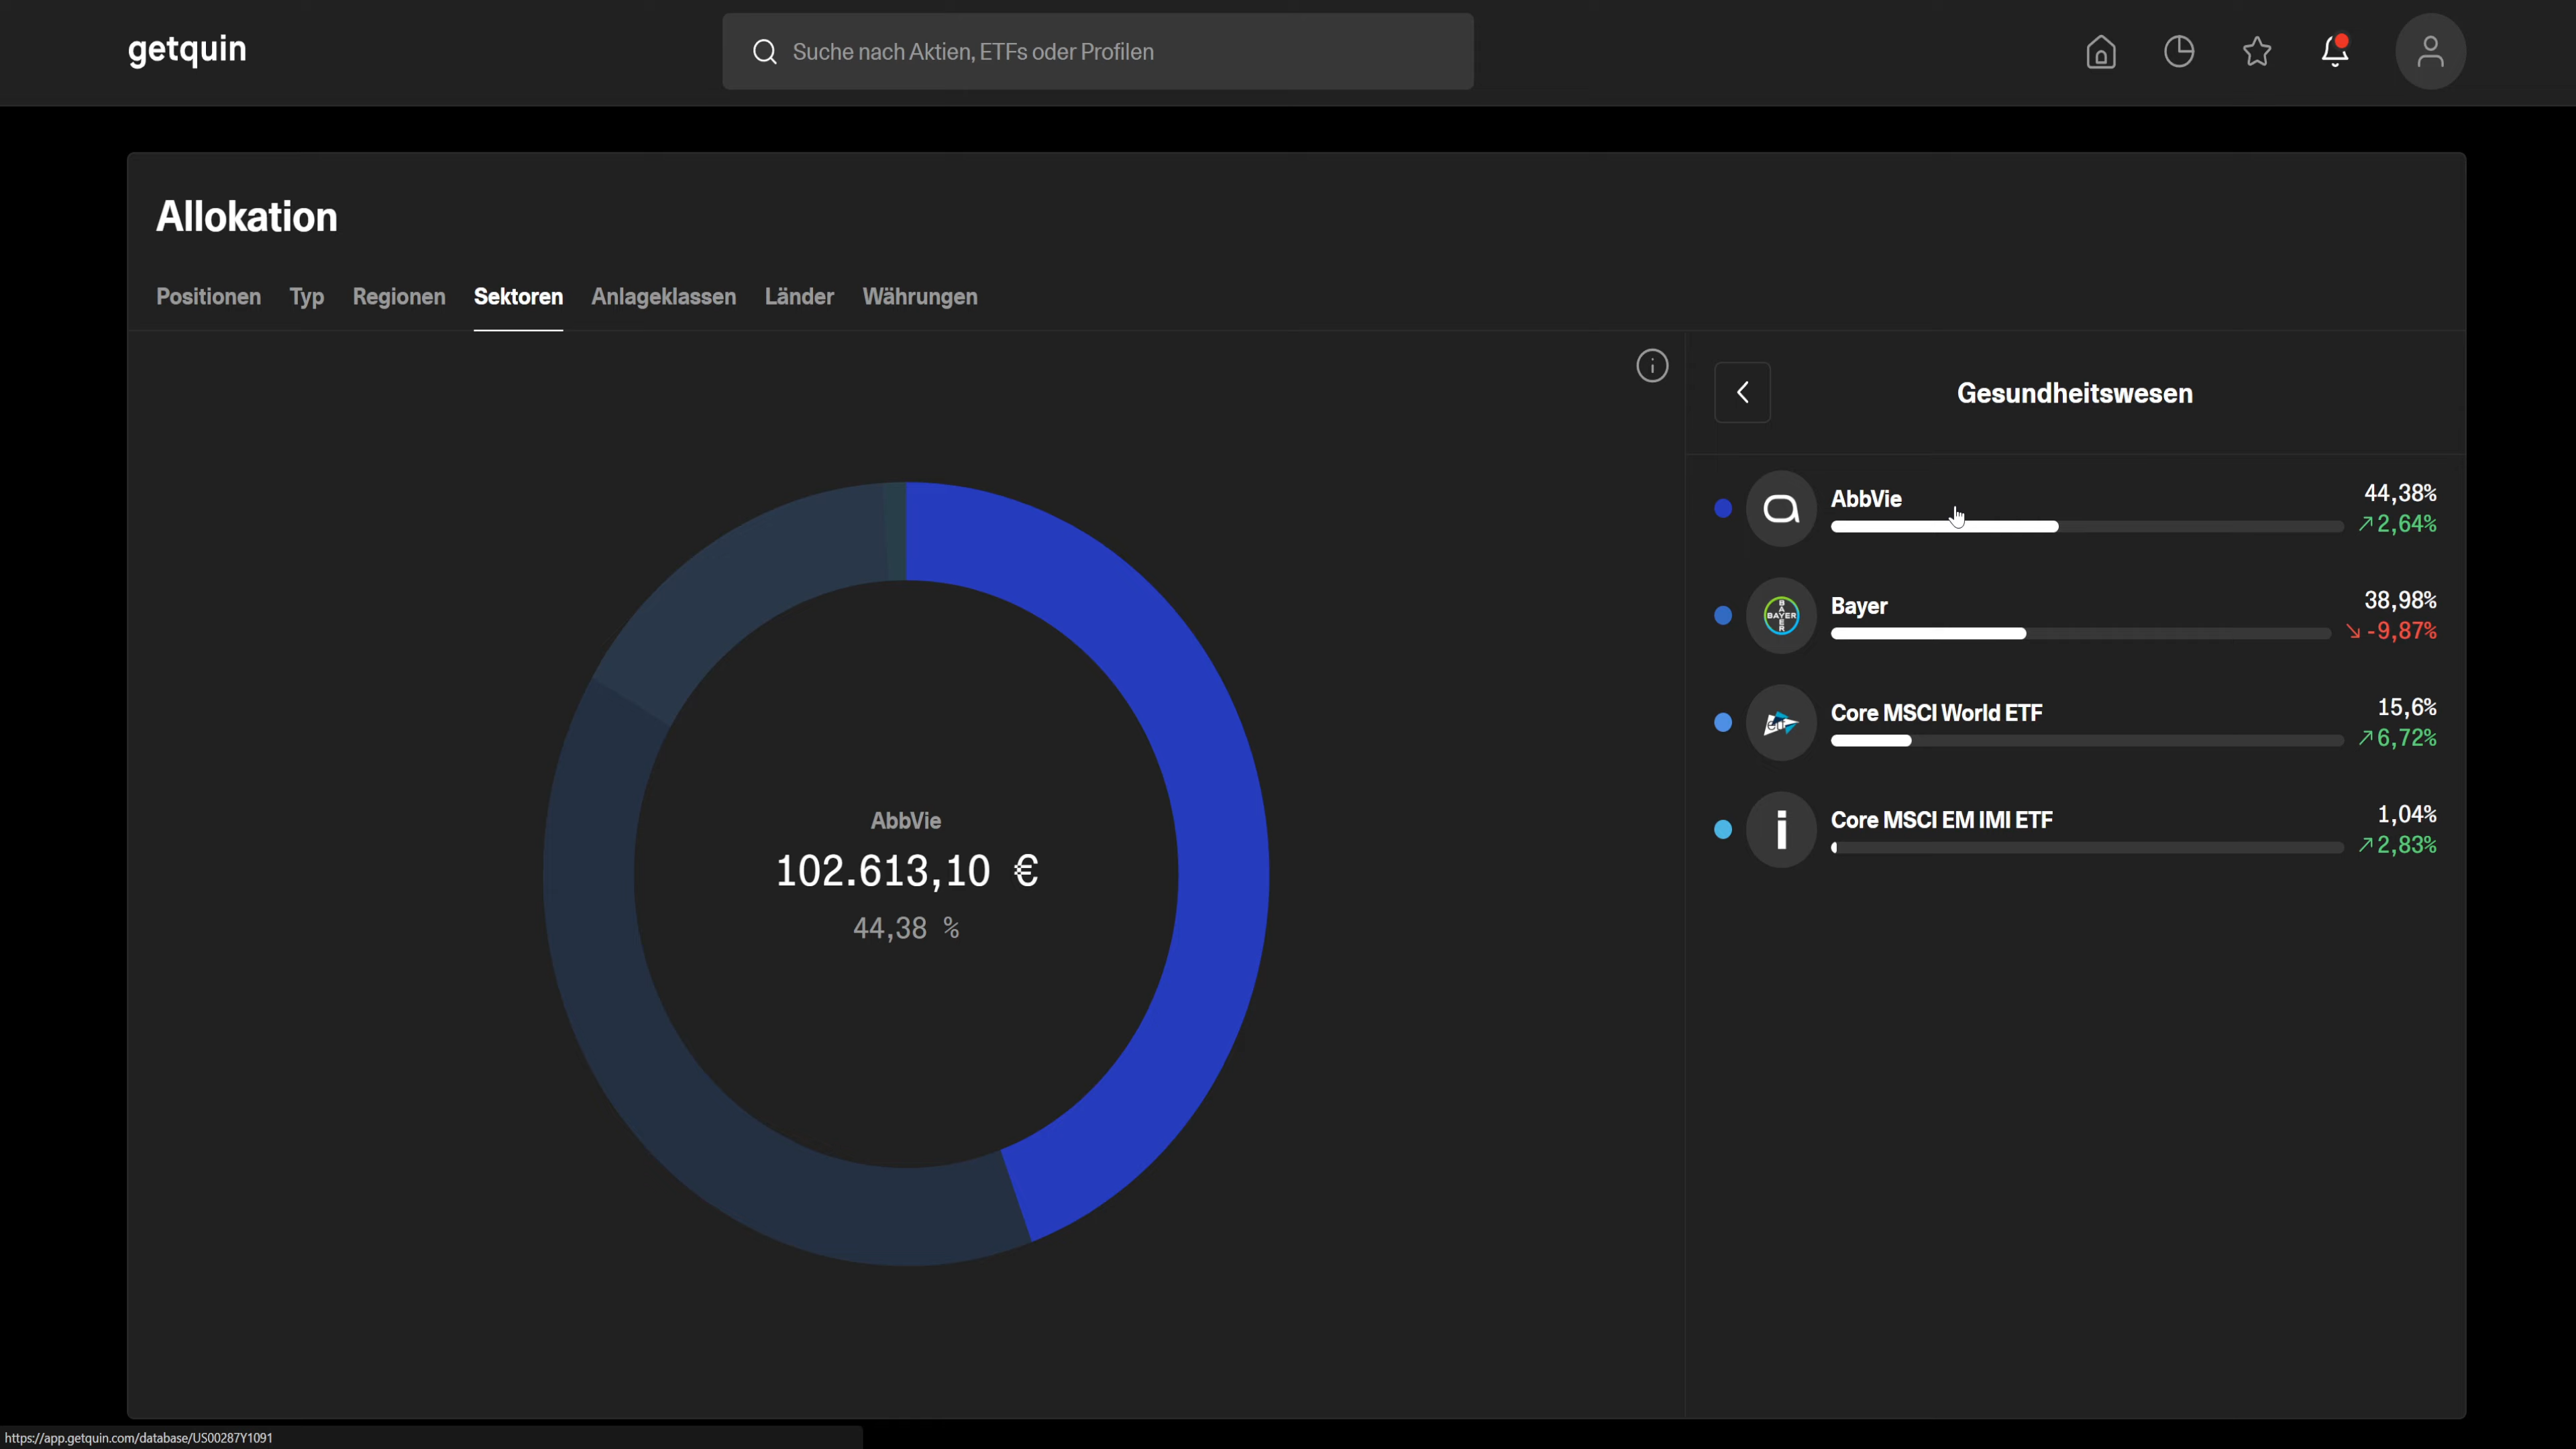 getquin
Suche nach Aktien, ETFs oder Profilen
Allokation
Positionen Typ Regionen Sektoren Anlageklassen Länder Währungen
Gesundheitswesen
AbbVie
44,38%
2,64%
BAYER
BAYER
Bayer
38,98%
-9,87%
Core MSCI World ETF
15,6%
6,72%
i
Core MSCI EM IMI ETF
1,04%
2,83%
AbbVie
102.613,10 €
44,38 %
https://app.getquin.com/database/US00287Y1091